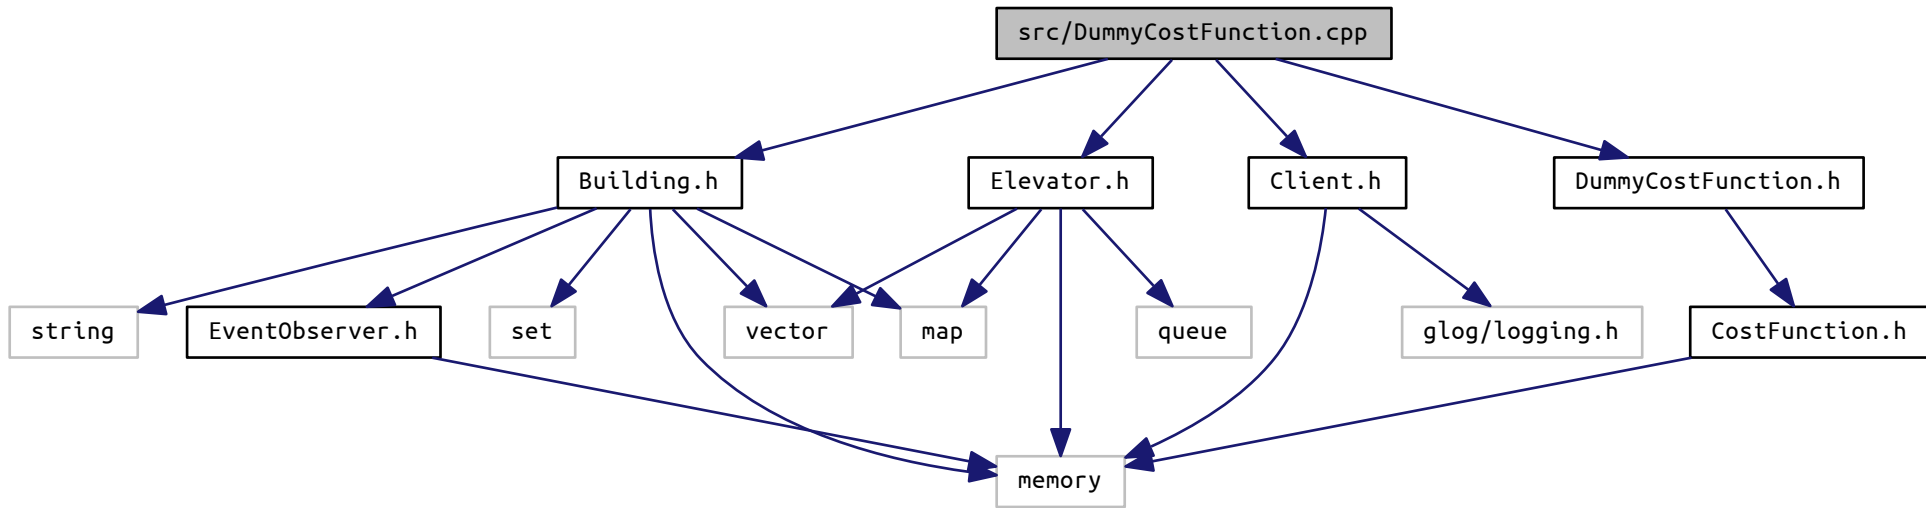 src/DummyCostFunction.cpp
Building.h
Elevator.h
Client.h
DummyCostFunction.h
string
EventObserver.h
set
vector
map
queue
glog/logging.h
CostFunction.h
memory